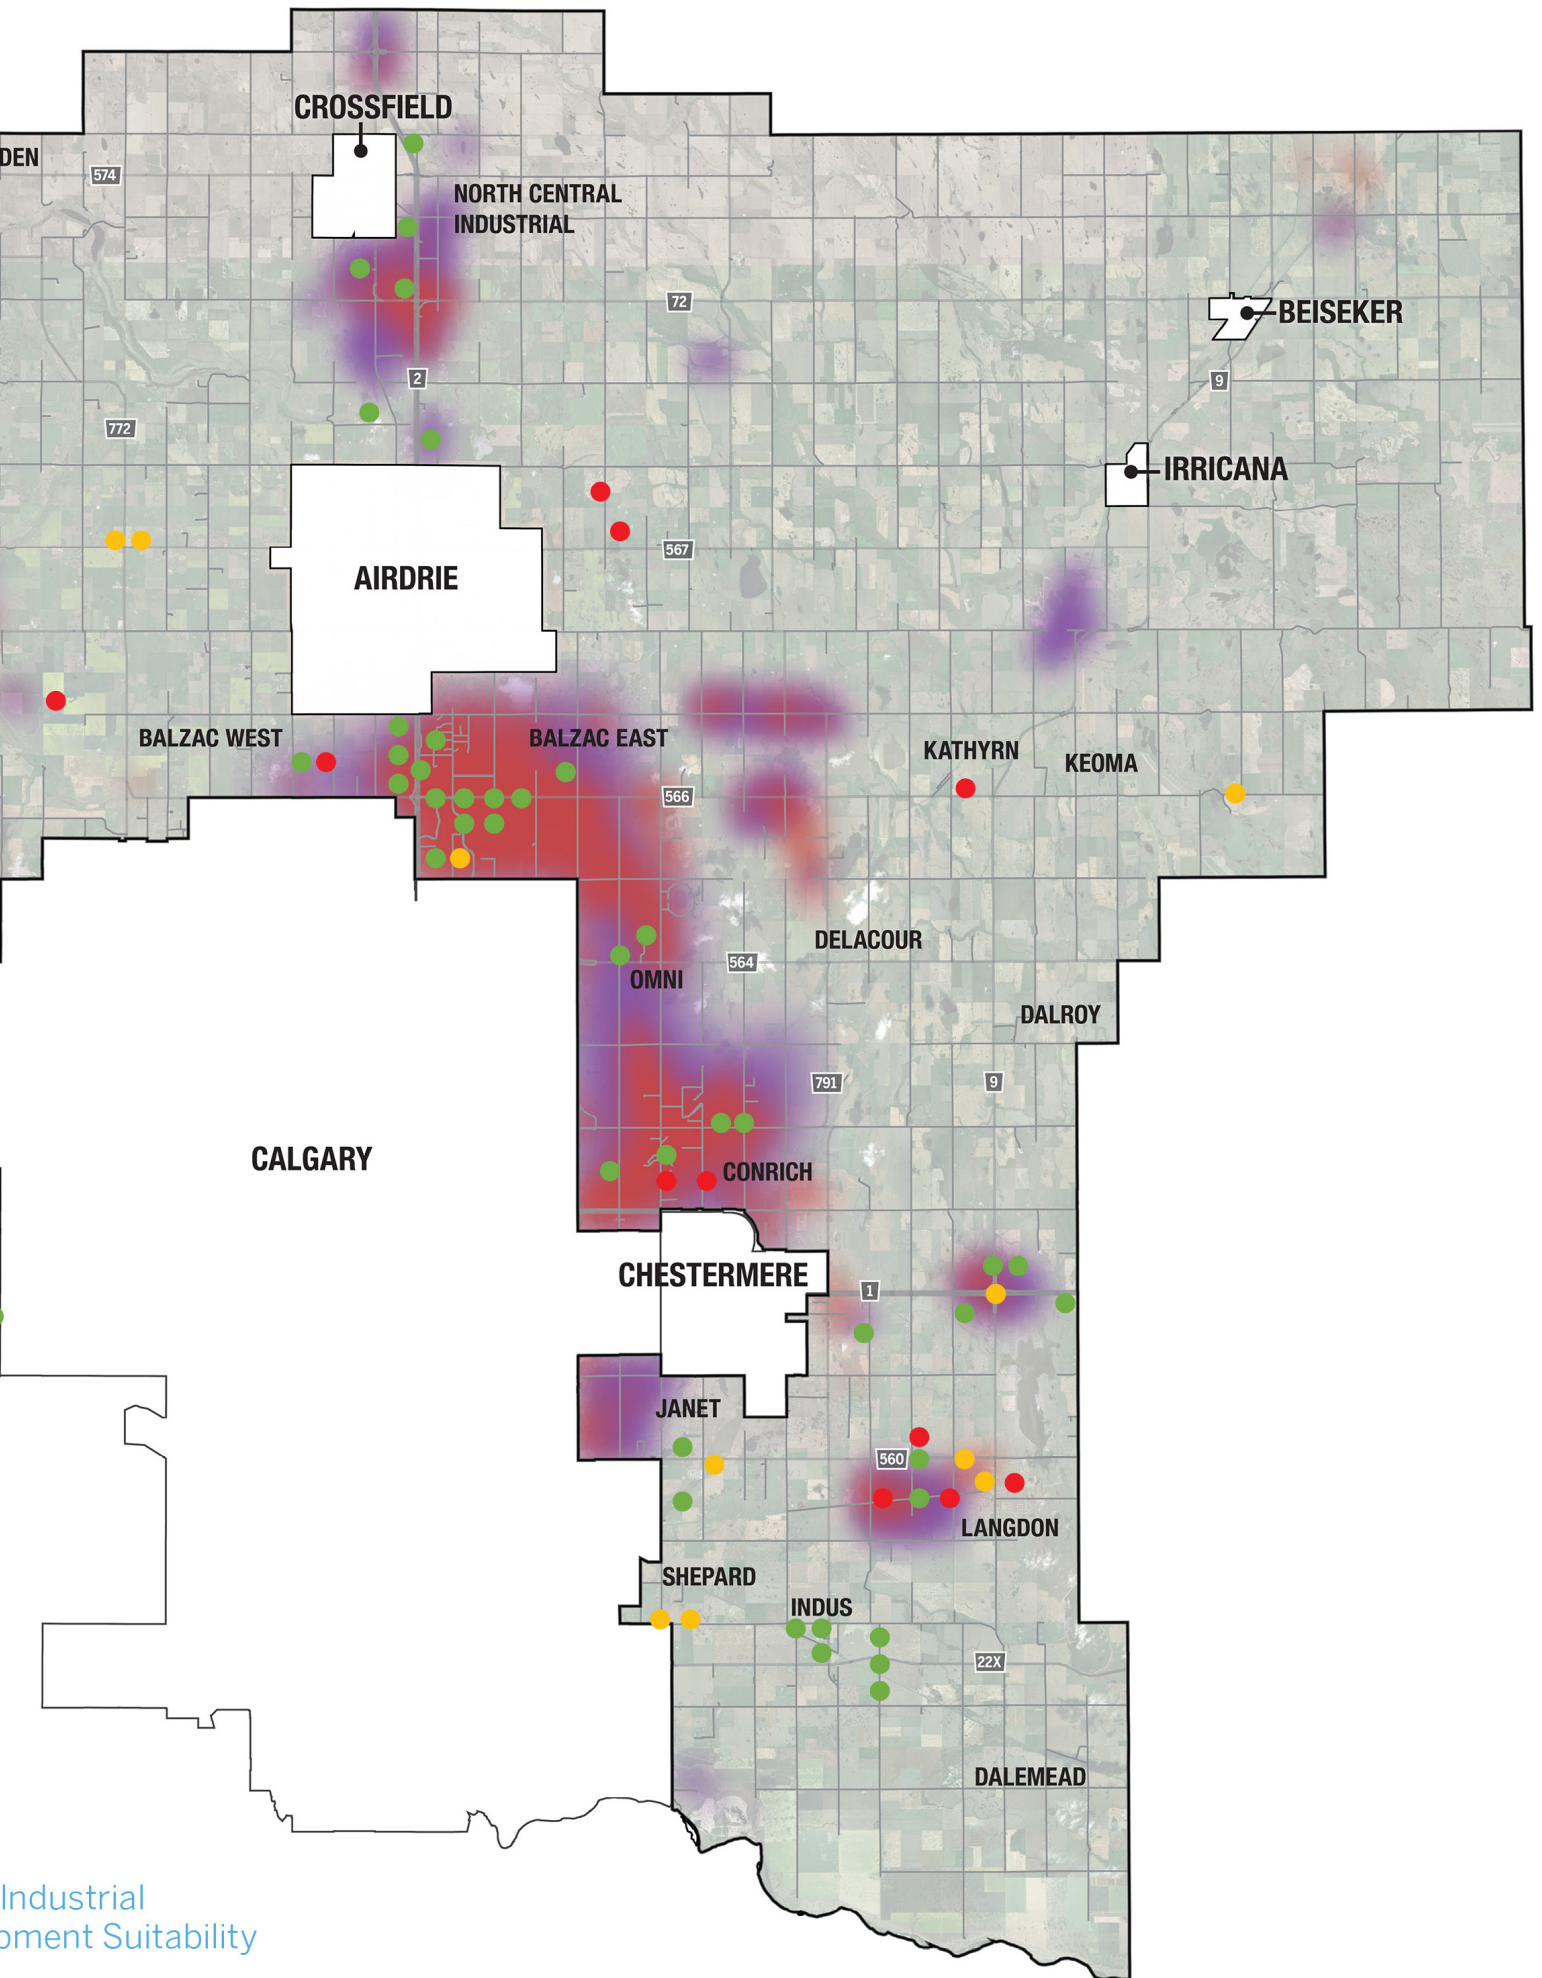 CROSSFIELD
DEN
574
NORTH CENTRAL
INDUSTRIAL
72
BEISEKER
2
9
772
IRRICANA
567
AIRDRIE
BALZAC WEST
BALZAC EAST
KATHYRN
KEOMA
566
DELACOUR
564
OMNI
DALROY
791
9
CALGARY
CONRICH
CHESTERMERE
1
JANET
560
LANGDON
SHEPARD
INDUS
22X
DALEMEAD
Industrial
pment Suitability